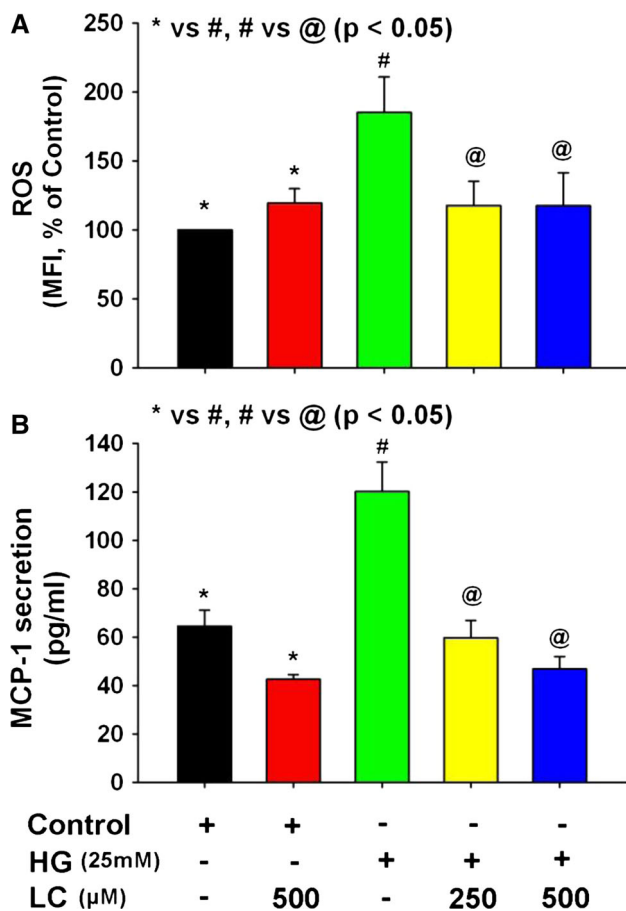 A
* vs #, # vs @ (p < 0.05)
250
200
150
100
50
0
ROS
(MFI, % of Control)
* * # @ @
B
* vs #, # vs @ (p < 0.05)
140
120
100
80
60
40
20
0
MCP-1 secretion
(pg/ml)
* * # @ @
Control + + - - -
HG (25mM) - - + + +
LC (µM) - 500 - 250 500